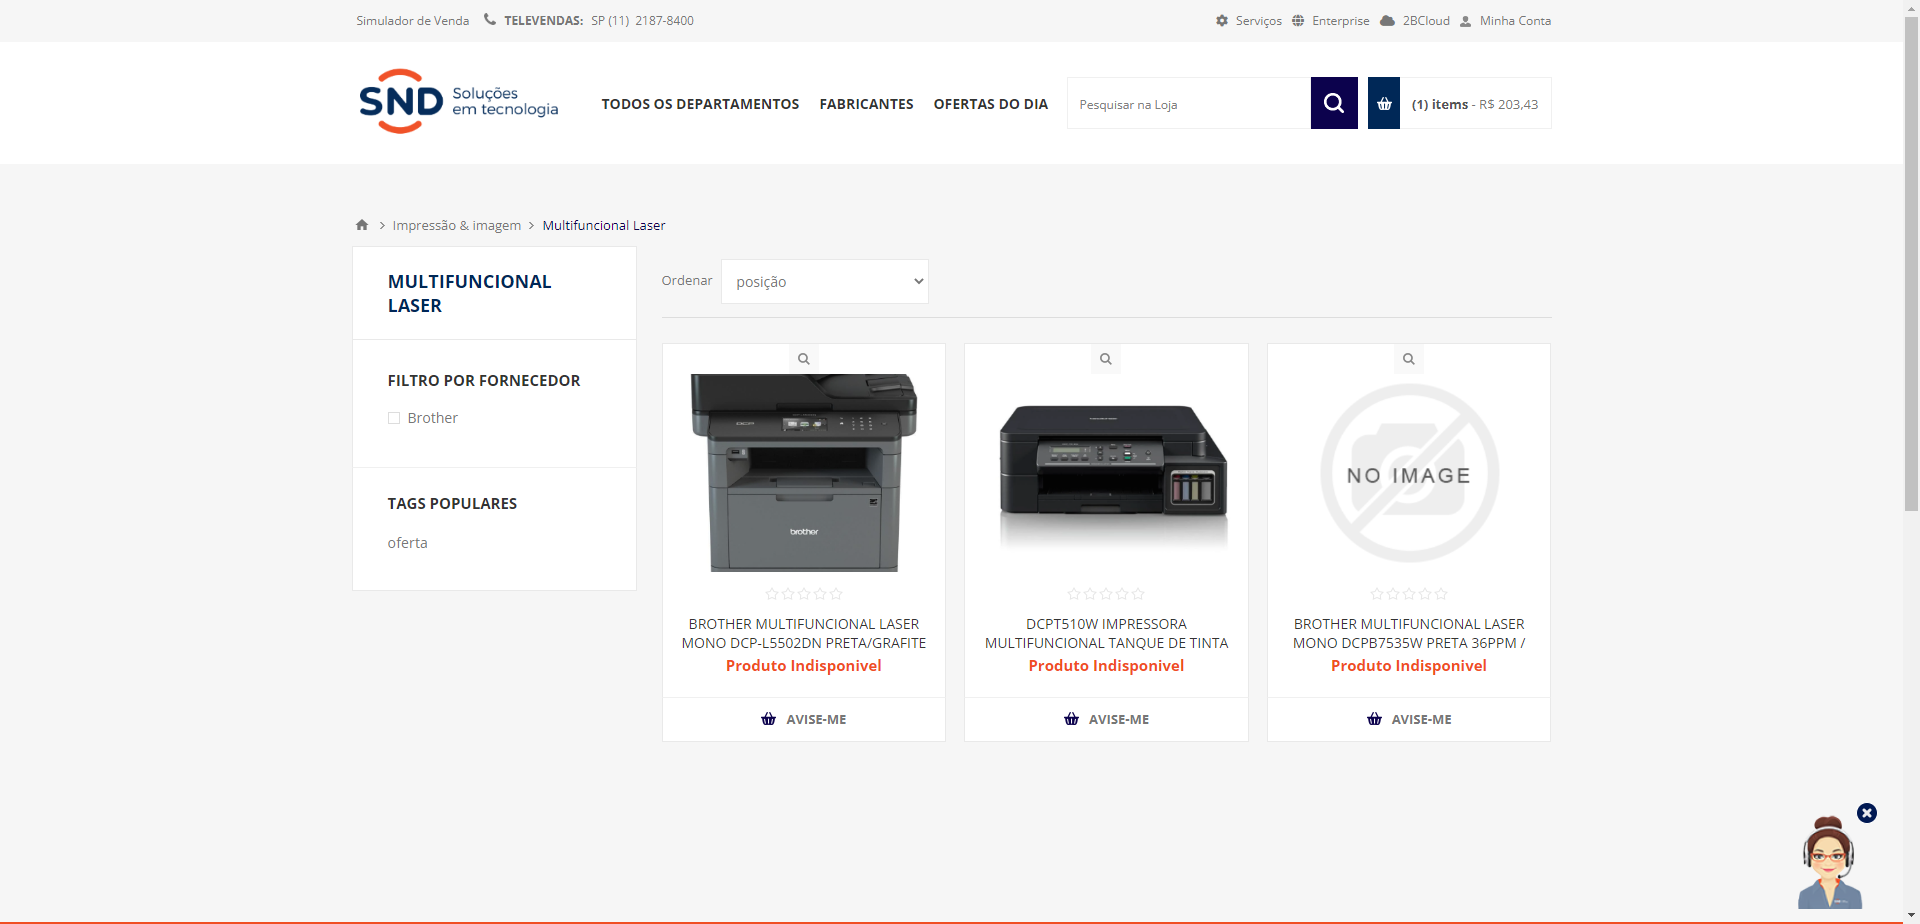 Simulador de Venda TELEVENDAS: SP (11) 2187-8400 Serviços Enterprise 2BCloud Minha Conta
SND Soluções em tecnologia
TODOS OS DEPARTAMENTOS FABRICANTES OFERTAS DO DIA Pesquisar na Loja (1) items - R$ 203,43
Impressão & imagem > Multifuncional Laser
MULTIFUNCIONAL
LASER
FILTRO POR FORNECEDOR
Brother
TAGS POPULARES
oferta
Ordenar posição
brother
BROTHER MULTIFUNCIONAL LASER
MONO DCP-L5502DN PRETA/GRAFITE
Produto Indisponivel
AVISE-ME
DCPT510W IMPRESSORA
MULTIFUNCIONAL TANQUE DE TINTA
Produto Indisponivel
AVISE-ME
NO IMAGE
BROTHER MULTIFUNCIONAL LASER
MONO DCPB7535W PRETA 36PPM /
Produto Indisponivel
AVISE-ME